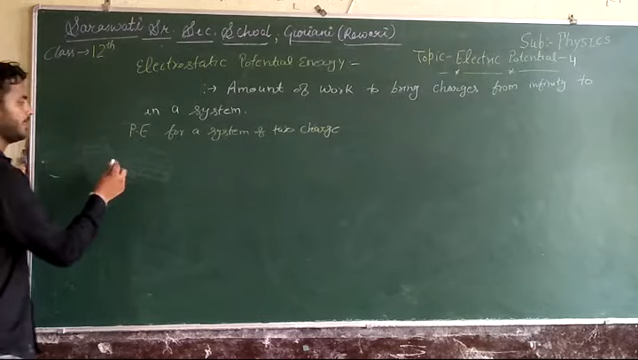 Saraswati Sr. Sec. School, Guriani (Rewari)
Class → 12th
Sub:- Physics
Topic - Electric Potential - 4
Electrostatic Potential Energy -
:→ Amount of work to bring charges from infinity to
in a system.
P.E for a system of two charge